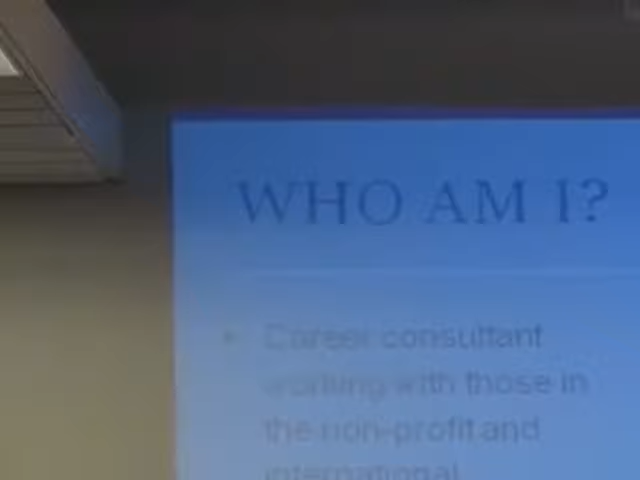 WHO AM I?
• Career consultant
working with those in
the non-profit and
international